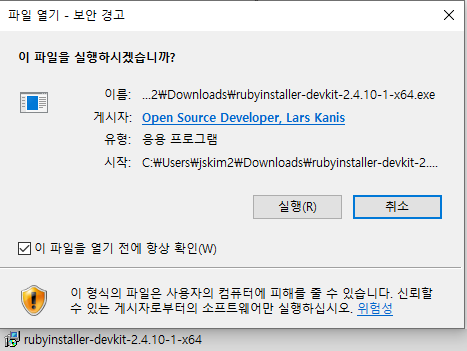 파일 열기 - 보안 경고
이 파일을 실행하시겠습니까?
이름: ...2₩Downloads₩rubyinstaller-devkit-2.4.10-1-x64.exe
게시자: Open Source Developer, Lars Kanis
유형: 응용 프로그램
시작: C:₩Users₩jskim2₩Downloads₩rubyinstaller-devkit-2....
실행(R) 취소
이 파일을 열기 전에 항상 확인(W)
이 형식의 파일은 사용자의 컴퓨터에 피해를 줄 수 있습니다. 신뢰할
수 있는 게시자로부터의 소프트웨어만 실행하십시오. 위험성
rubyinstaller-devkit-2.4.10-1-x64